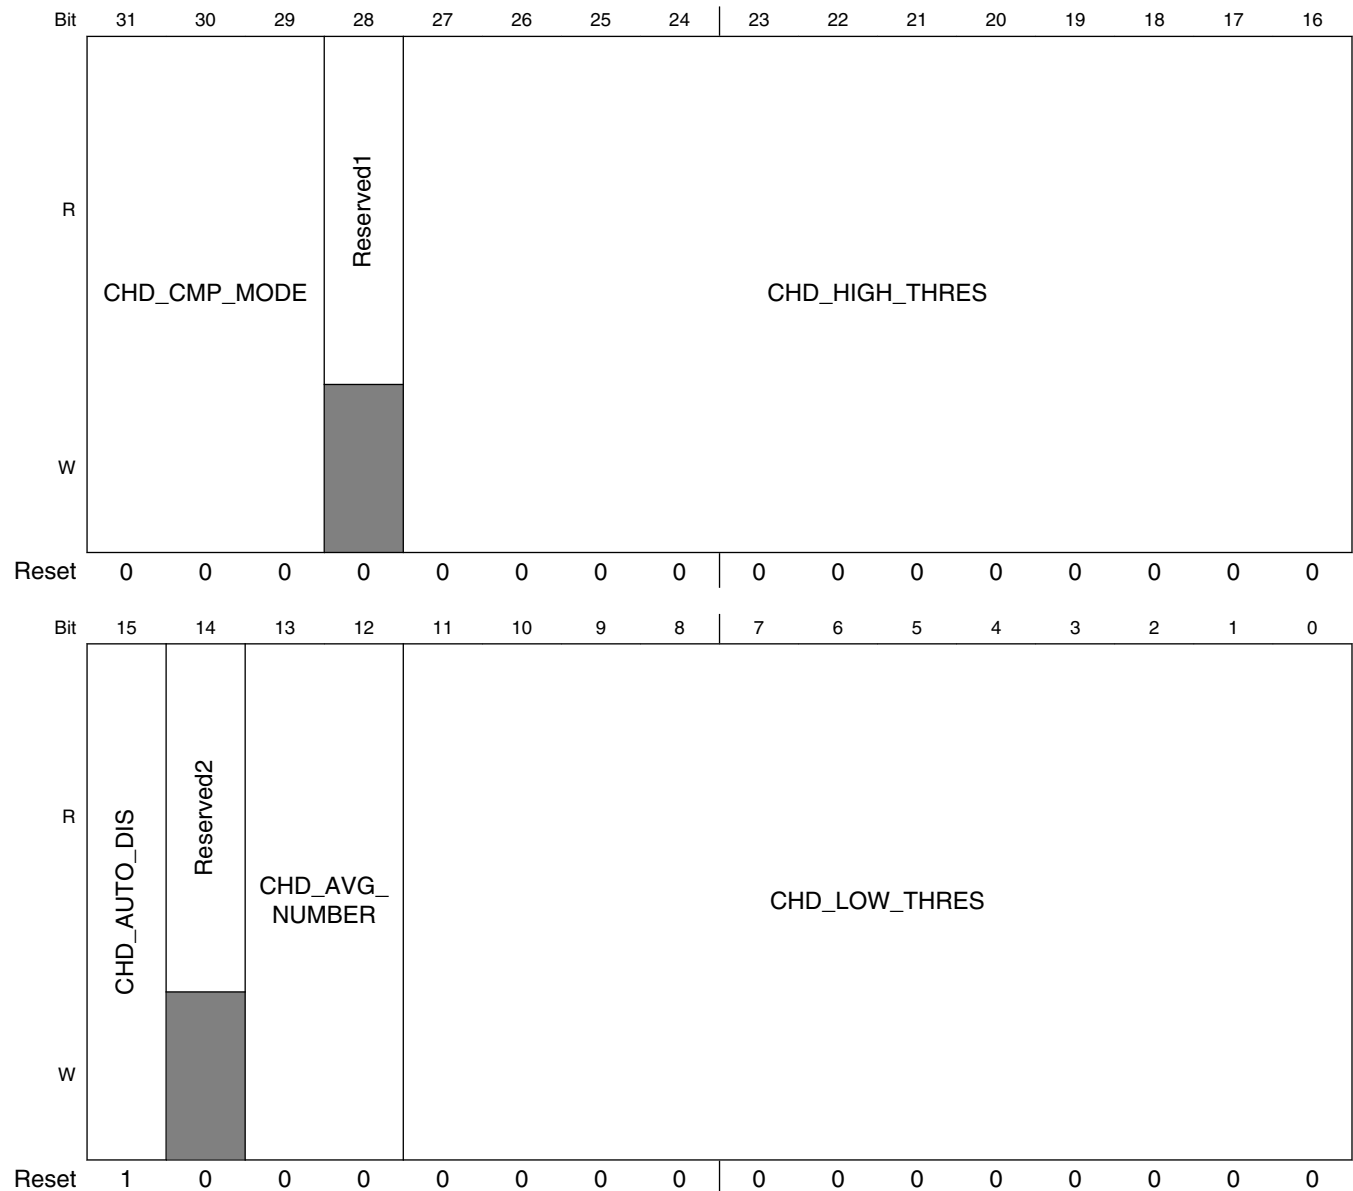 Bit 31 30 29 28 27 26 25 24 23 22 21 20 19 18 17 16
R
Reserved1
CHD_CMP_MODE
CHD_HIGH_THRES
W
Reset 0 0 0 0 0 0 0 0 0 0 0 0 0 0 0 0
Bit 15 14 13 12 11 10 9 8 7 6 5 4 3 2 1 0
R
CHD_AUTO_DIS
Reserved2
CHD_AVG_
NUMBER
CHD_LOW_THRES
W
Reset 1 0 0 0 0 0 0 0 0 0 0 0 0 0 0 0